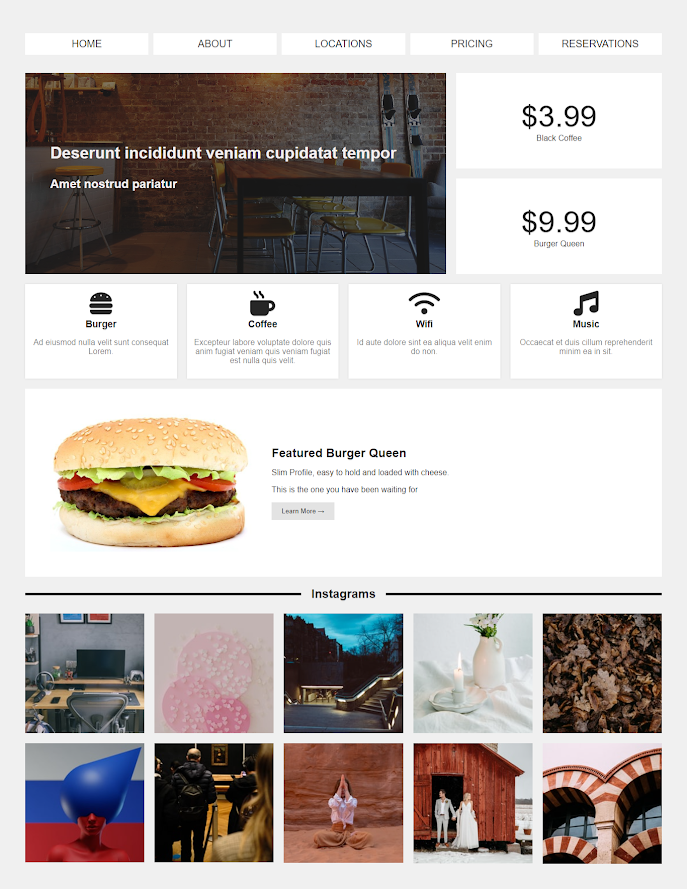 HOME ABOUT LOCATIONS PRICING RESERVATIONS
Deserunt incididunt veniam cupidatat tempor
Amet nostrud pariatur
$3.99
Black Coffee
$9.99
Burger Queen
Burger
Ad eiusmod nulla velit sunt consequat
Lorem.
Coffee
Excepteur labore voluptate dolore quis
anim fugiat veniam quis veniam fugiat
est nulla quis velit.
Wifi
Id aute dolore sint ea aliqua velit enim
do non.
Music
Occaecat et duis cillum reprehenderit
minim ea in sit.
Featured Burger Queen
Slim Profile, easy to hold and loaded with cheese.
This is the one you have been waiting for
Learn More →
Instagrams